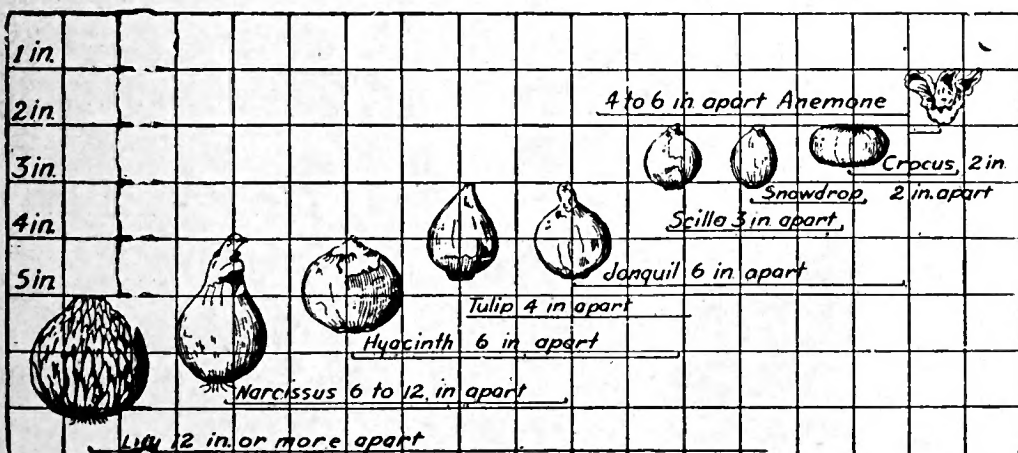 1 in.
2 in.
3 in.
4 in.
5 in
4 to 6 in apart Anemone
Crocus, 2 in.
Snowdrop 2 in. apart
Scilla 3 in apart
Jonquil 6 in apart
Tulip 4 in apart
Hyacinth 6 in. apart
Narcissus 6 to 12, in apart
Lily 12 in. or more apart